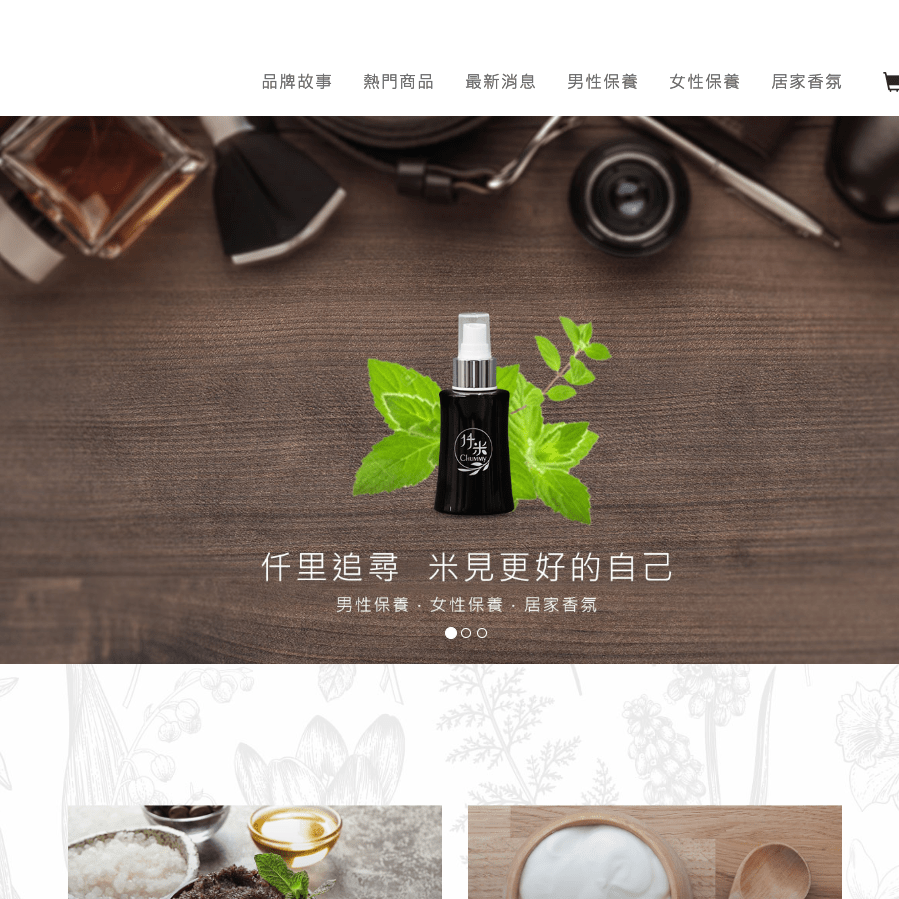 品牌故事 熱門商品 最新消息 男性保養 女性保養 居家香氛
仟米
CHUMMY
仟里追尋 米見更好的自己
男性保養．女性保養．居家香氛